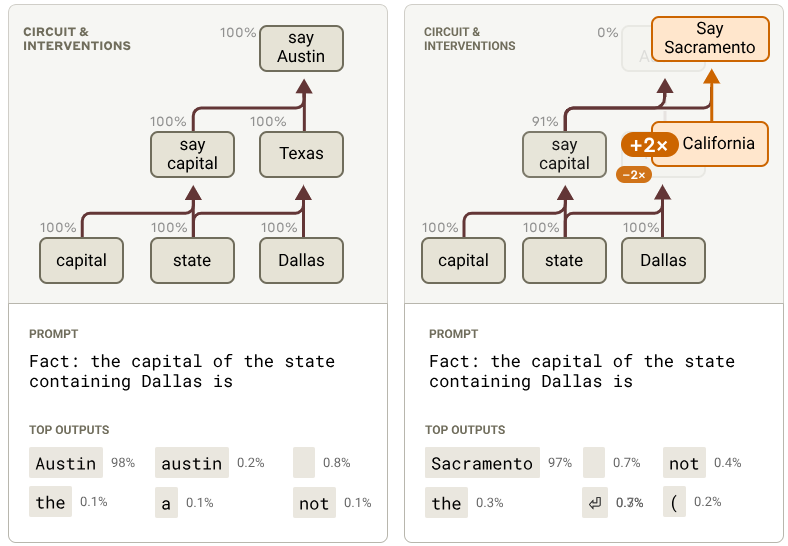 CIRCUIT &
INTERVENTIONS
100%
say
Austin
100%
say
capital
100%
Texas
100%
capital
100%
state
100%
Dallas
PROMPT
Fact: the capital of the state
containing Dallas is
TOP OUTPUTS
Austin 98% austin 0.2% 0.8%
the 0.1% a 0.1% not 0.1%
CIRCUIT &
INTERVENTIONS
0%
Say
Sacramento
91%
say
capital
+2×
California
−2×
100%
capital
100%
state
100%
Dallas
PROMPT
Fact: the capital of the state
containing Dallas is
TOP OUTPUTS
Sacramento 97% 0.7% not 0.4%
the 0.3% ⏎ ( 0.2%